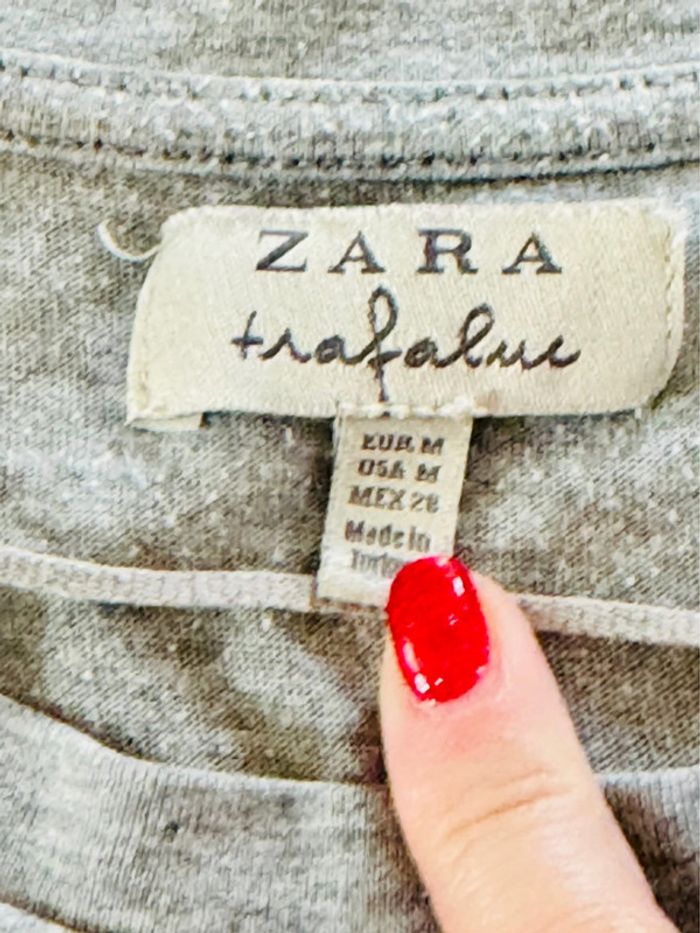 ZARA
trafaluc
EUR M
USA M
MEX 28
Made in